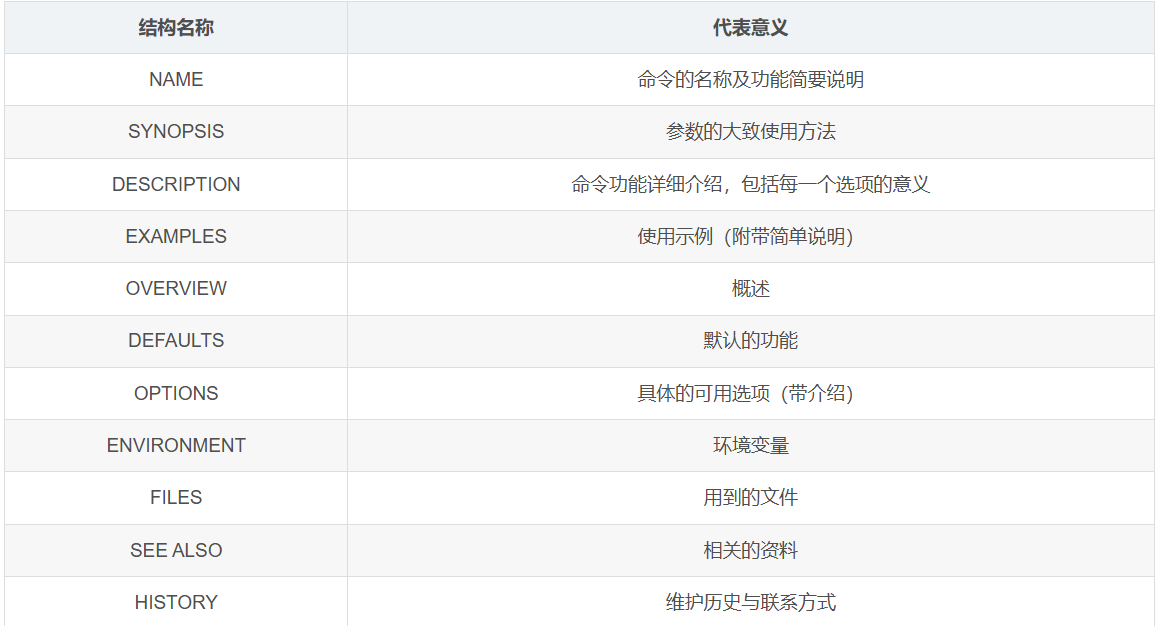 结构名称 代表意义
NAME 命令的名称及功能简要说明
SYNOPSIS 参数的大致使用方法
DESCRIPTION 命令功能详细介绍，包括每一个选项的意义
EXAMPLES 使用示例（附带简单说明）
OVERVIEW 概述
DEFAULTS 默认的功能
OPTIONS 具体的可用选项（带介绍）
ENVIRONMENT 环境变量
FILES 用到的文件
SEE ALSO 相关的资料
HISTORY 维护历史与联系方式